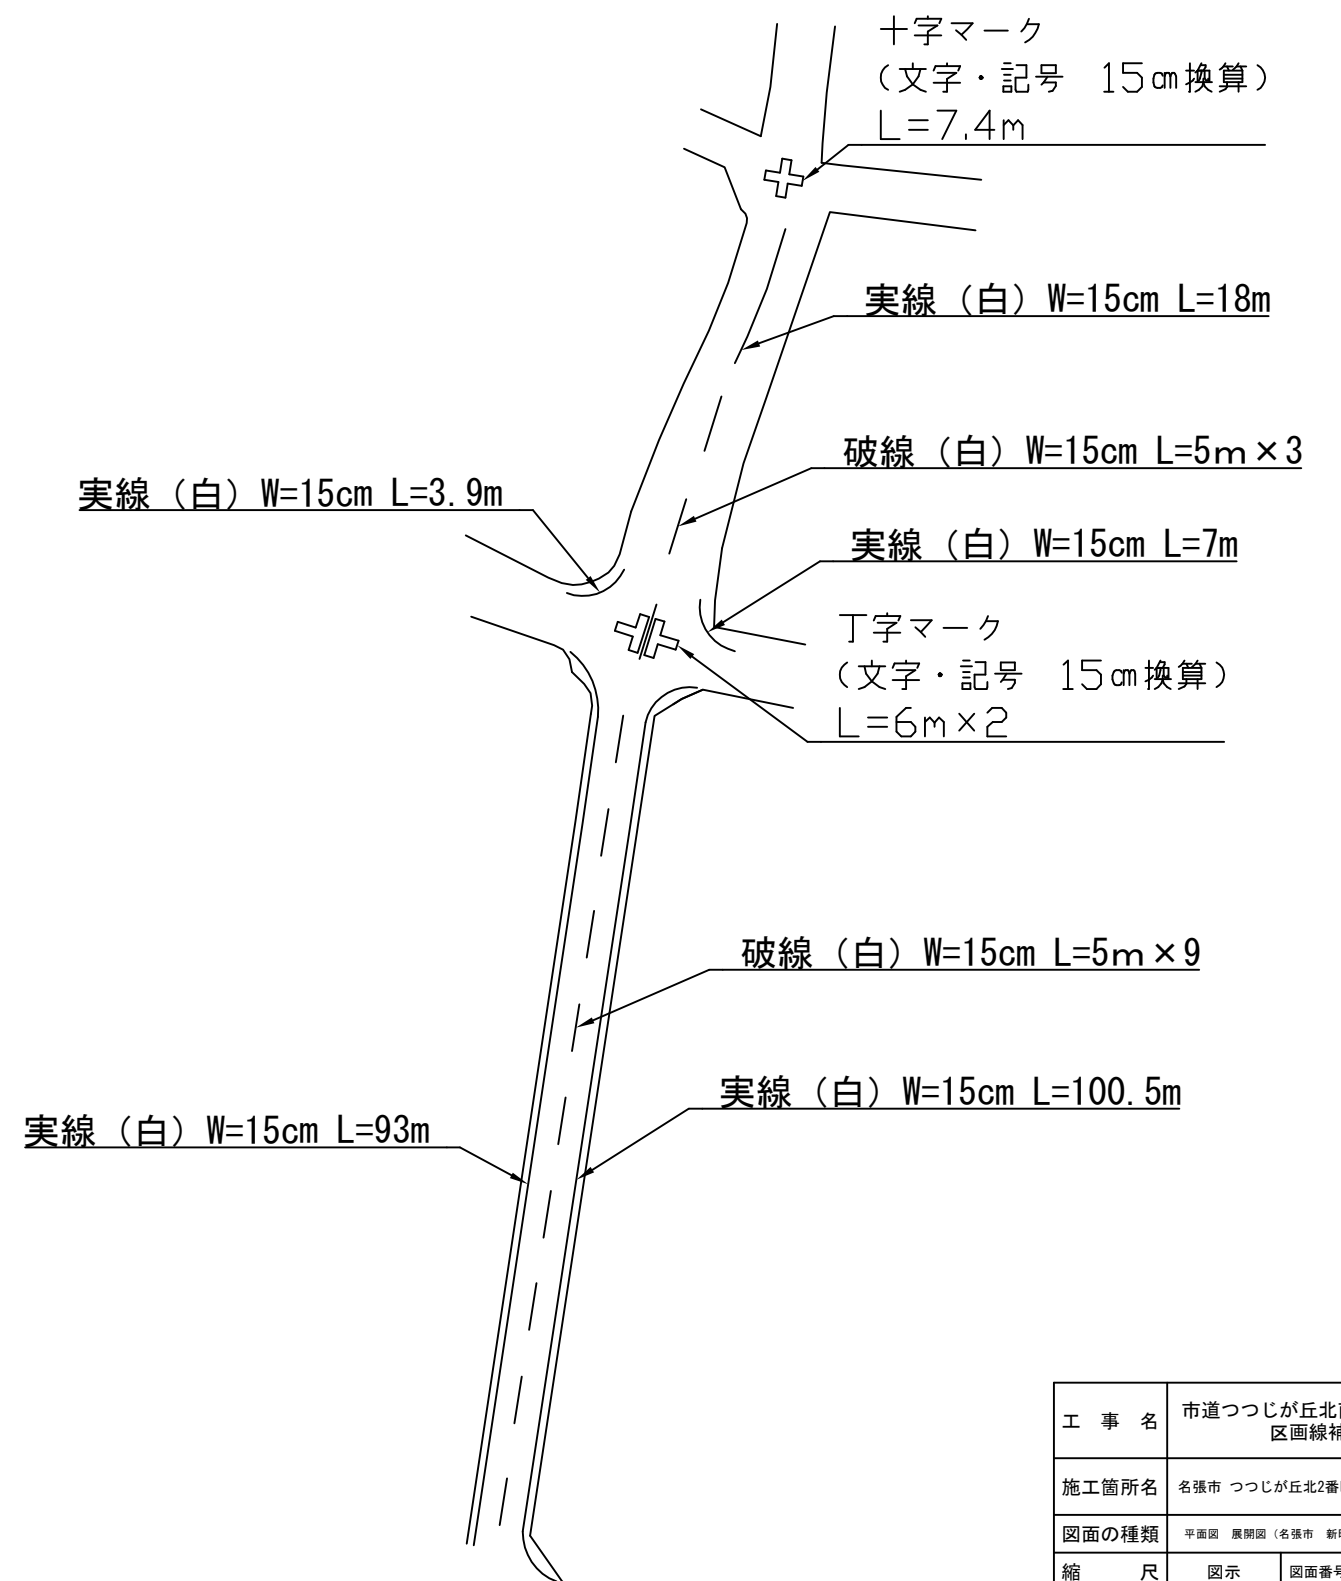 十字マーク
(文字・記号　15㎝換算)
L=7.4m
実線（白）W=15cm L=18m
破線（白）W=15cm L=5m×3
実線（白）W=15cm L=3.9m
実線（白）W=15cm L=7m
丁字マーク
(文字・記号　15㎝換算)
L=6m×2
破線（白）W=15cm L=5m×9
実線（白）W=15cm L=100.5m
実線（白）W=15cm L=93m
工　事　名　市道つつじが丘北
区画線
施工箇所名　名張市 つつじが丘北2番
図面の種類　平面図　展開図（名張市　新
縮　　尺　図示　図面番号